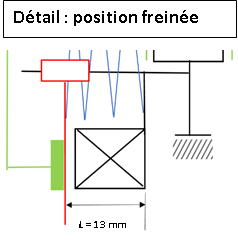 Détail : position freinée
L = 13 mm